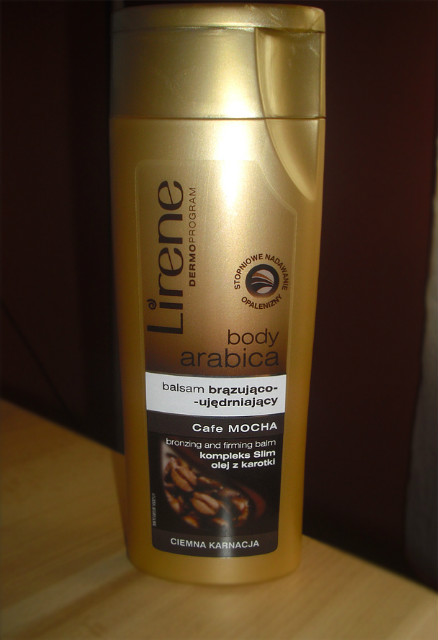 Lirene
DERMOPROGRAM
STOPNIOWE NADAWANIE
OPALENIZNY
body
arabica
balsam brązująco-
-ujędrniający
Cafe MOCHA
bronzing and firming balm
kompleks Slim
olej z karotki
CIEMNA KARNACJA